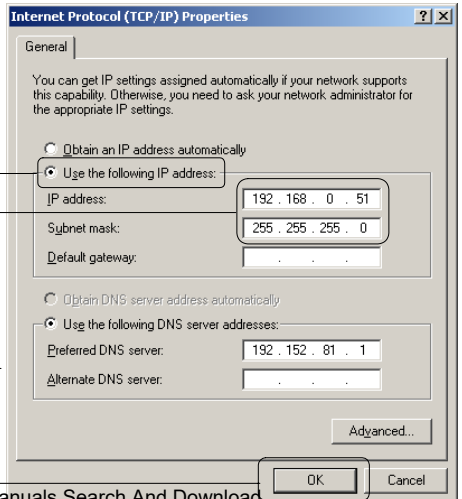 Internet Protocol (TCP/IP) Properties
General
You can get IP settings assigned automatically if your network supports
this capability. Otherwise, you need to ask your network administrator for
the appropriate IP settings.
Obtain an IP address automatically
Use the following IP address:
IP address: 192 . 168 . 0 . 51
Subnet mask: 255 . 255 . 255 . 0
Default gateway: . . .
Obtain DNS server address automatically
Use the following DNS server addresses:
Preferred DNS server: 192 . 152 . 81 . 1
Alternate DNS server: . . .
Advanced...
OK Cancel
anuals Search And Download